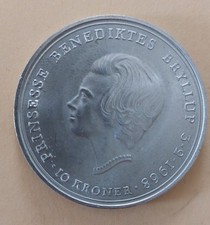 PRINSESSE BENEDIKTES BRYLLUP
3·2·1968
10 KRONER